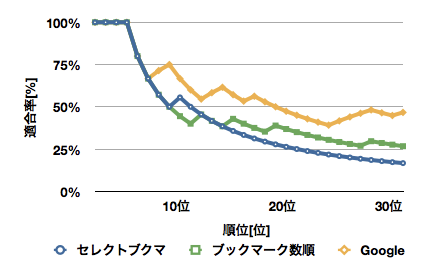 100%
75%
50%
25%
0%
適合率[%]
10位
20位
30位
順位[位]
セレクトブクマ
ブックマーク数順
Google